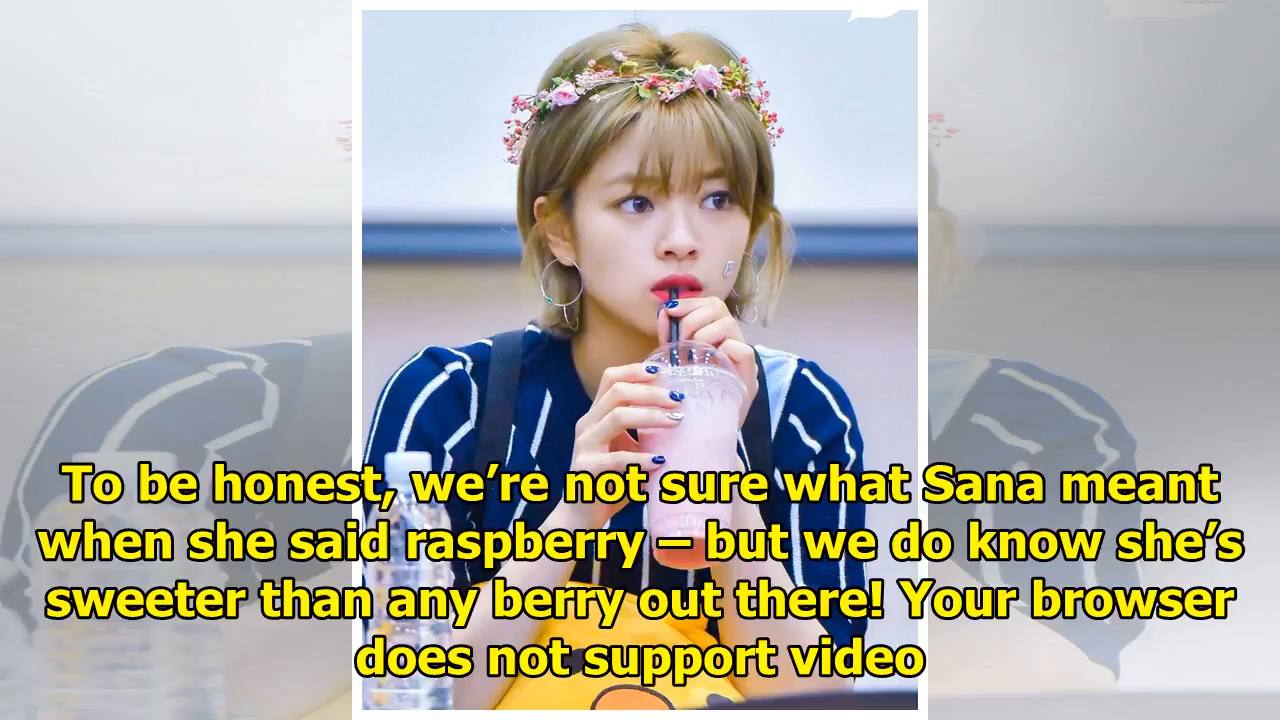 To be honest, we’re not sure what Sana meant
when she said raspberry – but we do know she’s
sweeter than any berry out there! Your browser
does not support video